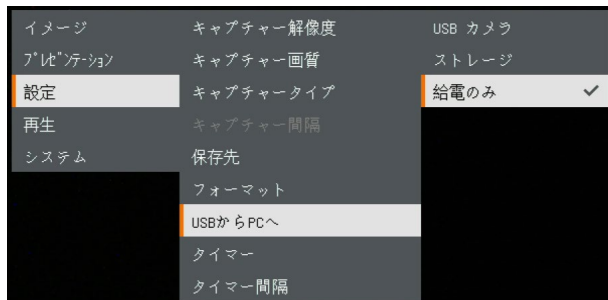 イメージ
プレゼンテーション
設定
再生
システム
キャプチャー解像度
キャプチャー画質
キャプチャータイプ
キャプチャー間隔
保存先
フォーマット
USBからPCへ
タイマー
タイマー間隔
USB カメラ
ストレージ
給電のみ